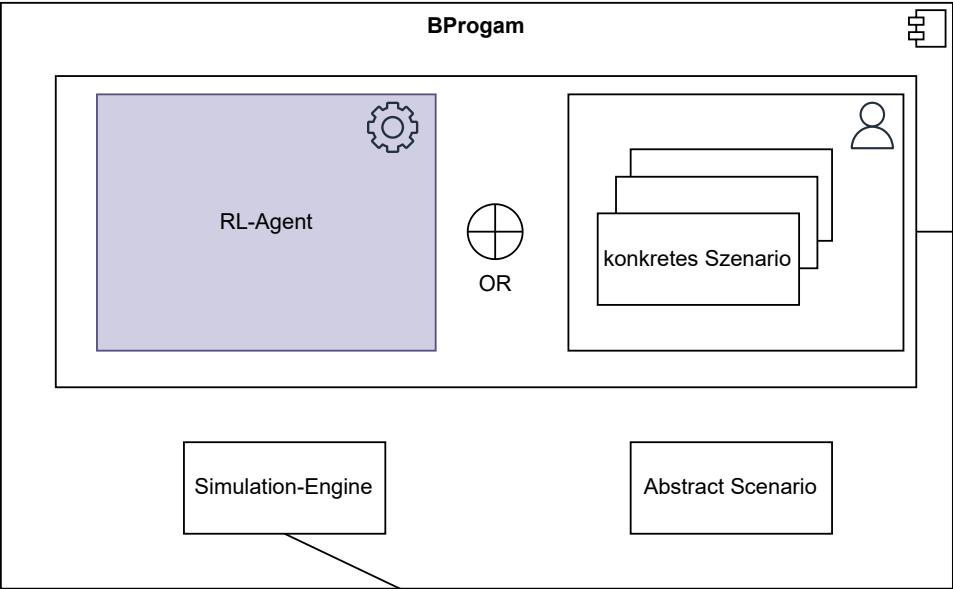 BProgam
RL-Agent
OR
konkretes Szenario
Simulation-Engine
Abstract Scenario